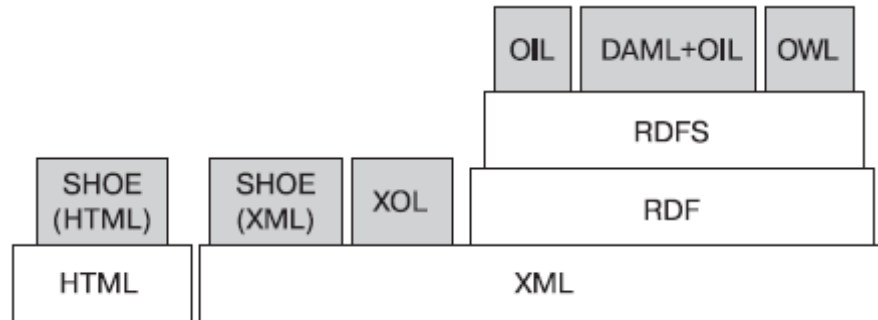 OIL DAML+OIL OWL
RDFS
SHOE
(HTML)
SHOE
(XML)
XOL
RDF
HTML
XML